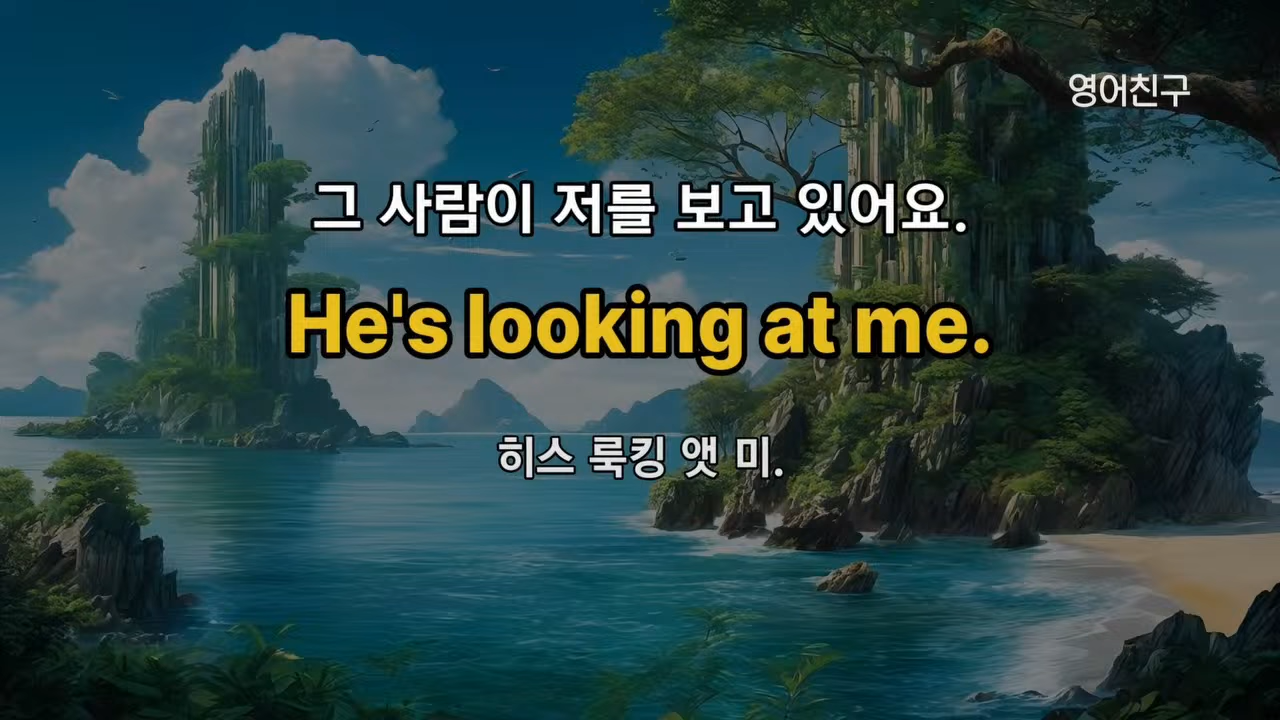 영어친구
그 사람이 저를 보고 있어요.
He's looking at me.
히스 룩킹 앳 미.